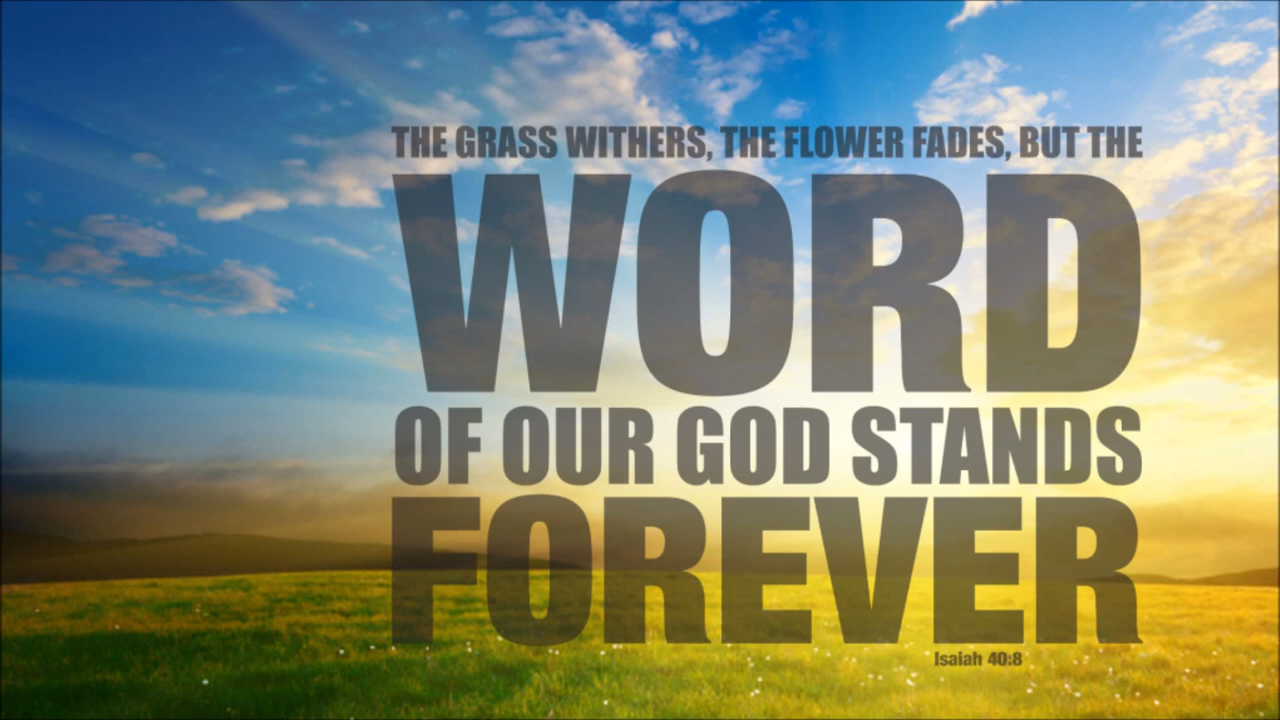 THE GRASS WITHERS, THE FLOWER FADES, BUT THE
WORD
OF OUR GOD STANDS
FOREVER
Isaiah 40:8